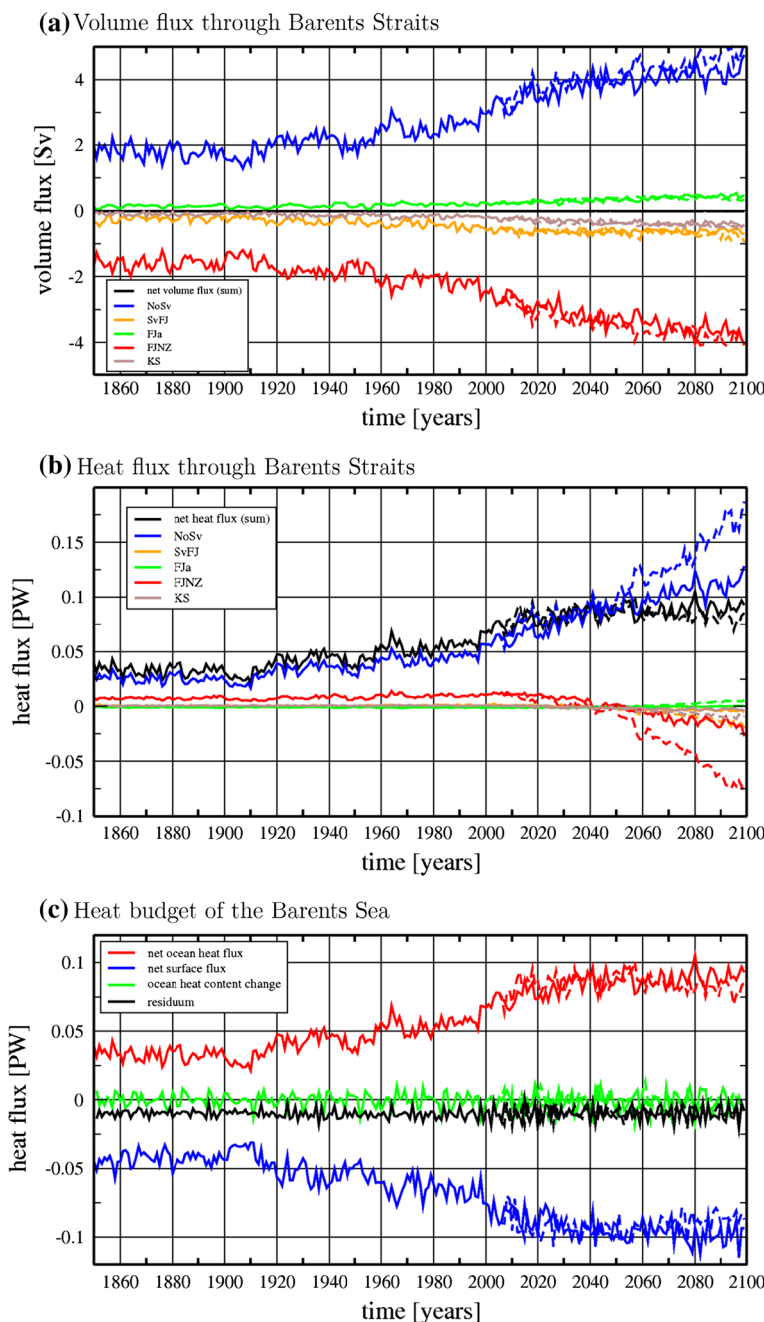 (a) Volume flux through Barents Straits
volume flux [Sv]
4
2
0
-2
-4
net volume flux (sum)
NoSv
SvFJ
FJa
FJNZ
KS
1860 1880 1900 1920 1940 1960 1980 2000 2020 2040 2060 2080 2100
time [years]
(b) Heat flux through Barents Straits
heat flux [PW]
0.15
0.1
0.05
0
-0.05
-0.1
net heat flux (sum)
NoSv
SvFJ
FJa
FJNZ
KS
1860 1880 1900 1920 1940 1960 1980 2000 2020 2040 2060 2080 2100
time [years]
(c) Heat budget of the Barents Sea
heat flux [PW]
0.1
0.05
0
-0.05
-0.1
net ocean heat flux
net surface flux
ocean heat content change
residuum
1860 1880 1900 1920 1940 1960 1980 2000 2020 2040 2060 2080 2100
time [years]